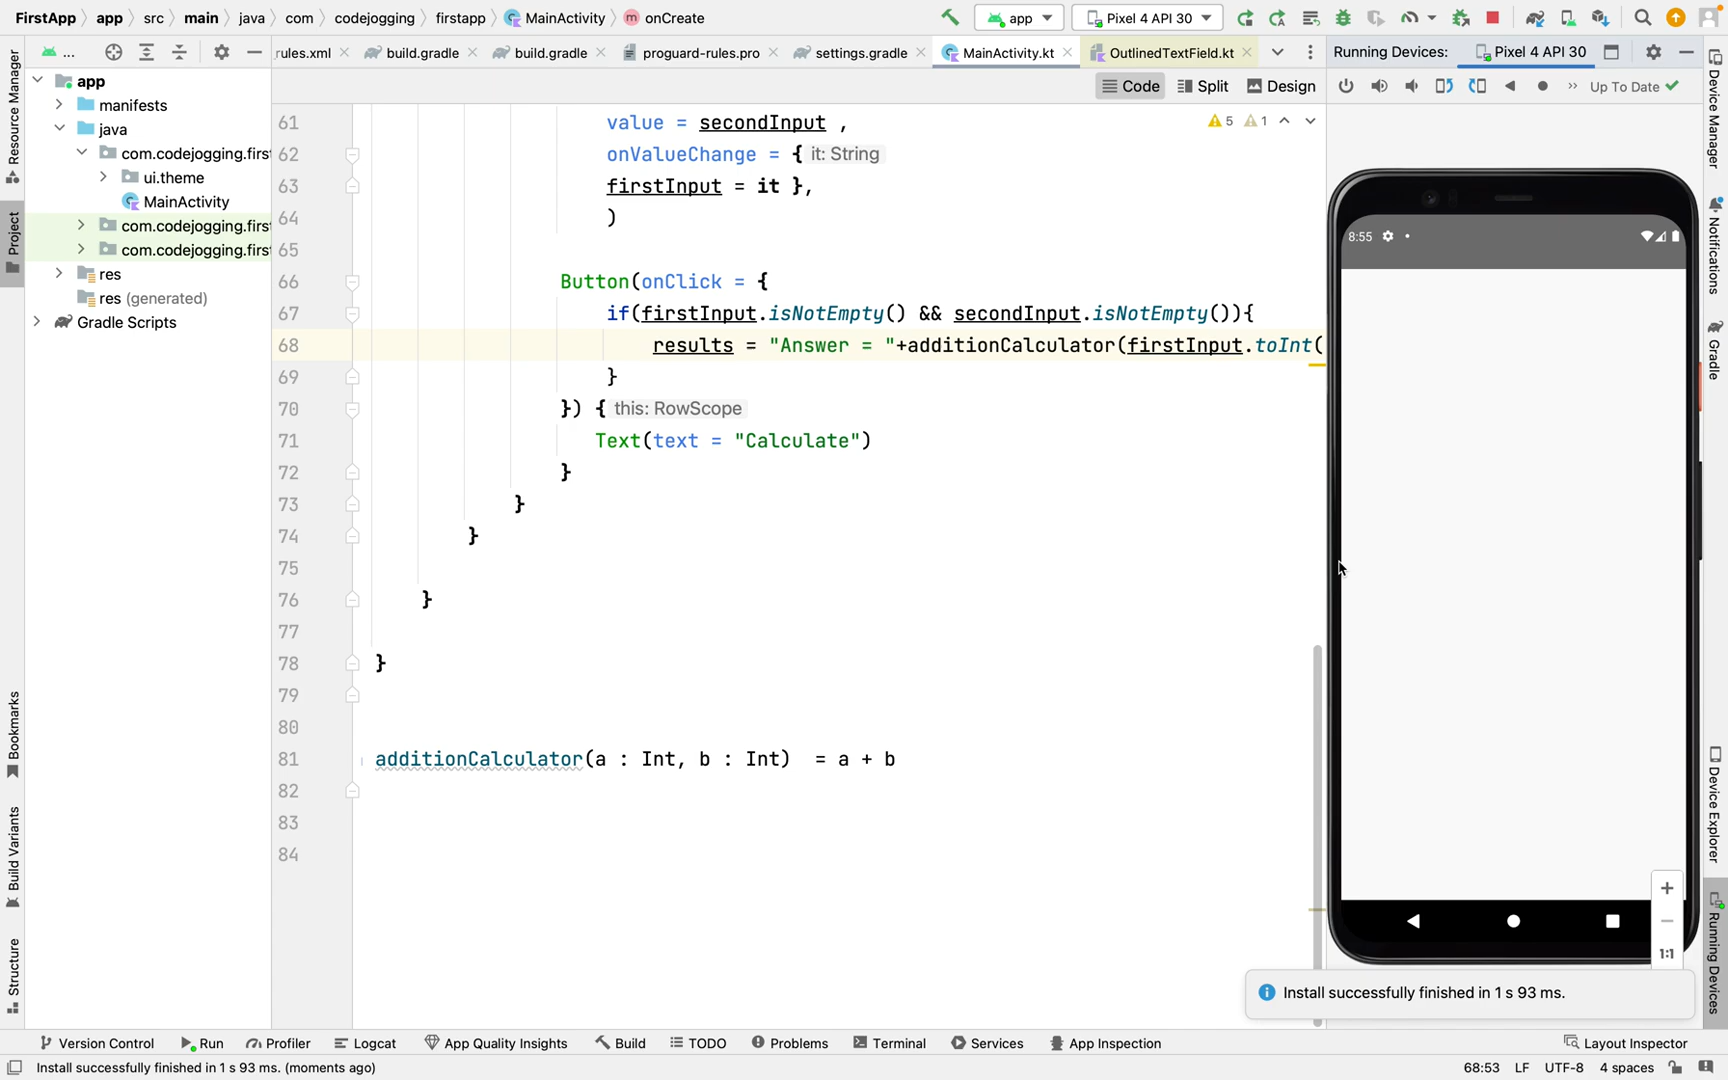 FirstApp app src main java com codejogging firstapp MainActivity onCreate
app Pixel 4 API 30
... rules.xml build.gradle build.gradle proguard-rules.pro settings.gradle MainActivity.kt OutlinedTextField.kt Running Devices: Pixel 4 API 30
Code Split Design
Up To Date
app
manifests
java
com.codejogging.first
ui.theme
MainActivity
com.codejogging.first
com.codejogging.first
res
res (generated)
Gradle Scripts
Resource Manager
Project
Bookmarks
Build Variants
Structure
5 1
61 value = secondInput ,
62 onValueChange = { it: String
63 firstInput = it },
64 )
65
66 Button(onClick = {
67 if(firstInput.isNotEmpty() && secondInput.isNotEmpty()){
68 results = "Answer = "+additionCalculator(firstInput.toInt(
69 }
70 }) { this: RowScope
71 Text(text = "Calculate")
72 }
73 }
74 }
75
76 }
77
78 }
79
80
81 additionCalculator(a : Int, b : Int) = a + b
82
83
84
8:55
1:1
Device Manager
Notifications
Gradle
Device Explorer
Running Devices
Install successfully finished in 1 s 93 ms.
Version Control Run Profiler Logcat App Quality Insights Build TODO Problems Terminal Services App Inspection Layout Inspector
Install successfully finished in 1 s 93 ms. (moments ago) 68:53 LF UTF-8 4 spaces